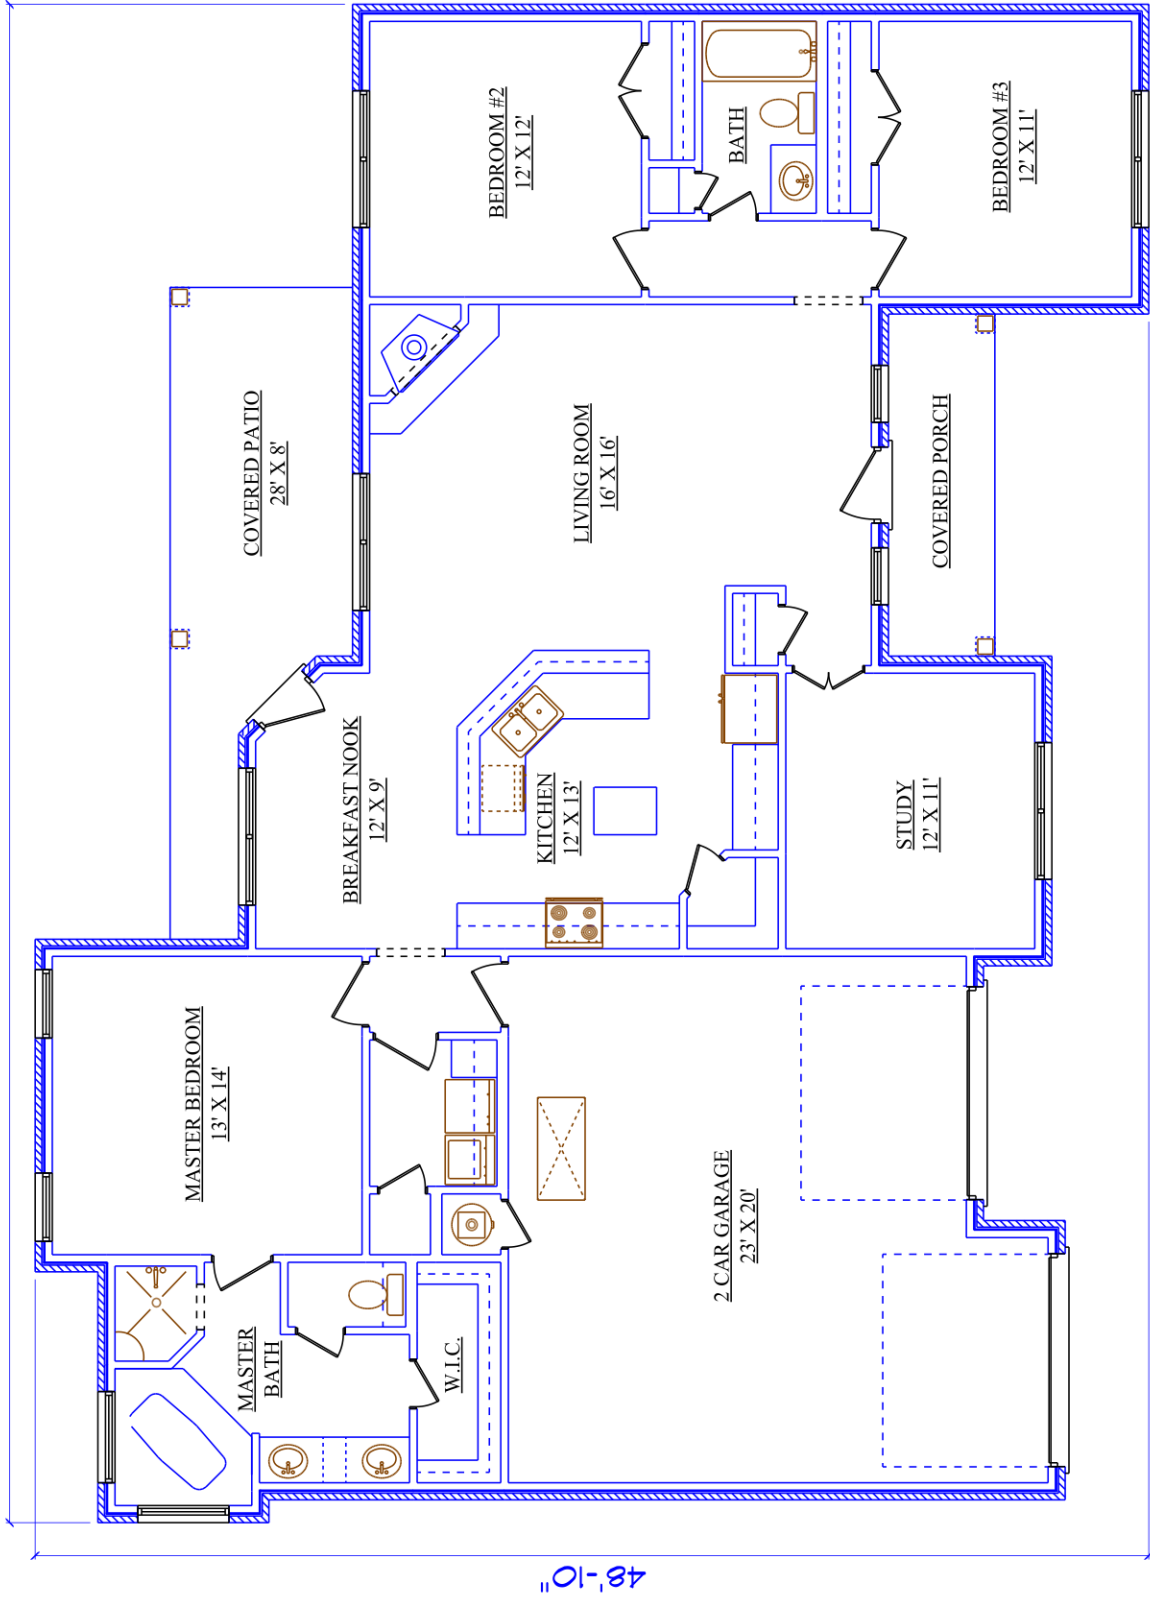 BEDROOM #2
12' X 12'
BATH
BEDROOM #3
12' X 11'
COVERED PATIO
28' X 8'
LIVING ROOM
16' X 16'
COVERED PORCH
BREAKFAST NOOK
12' X 9'
KITCHEN
12' X 13'
STUDY
12' X 11'
MASTER BEDROOM
13' X 14'
2 CAR GARAGE
23' X 20'
MASTER
BATH
W.I.C.
48'-10"